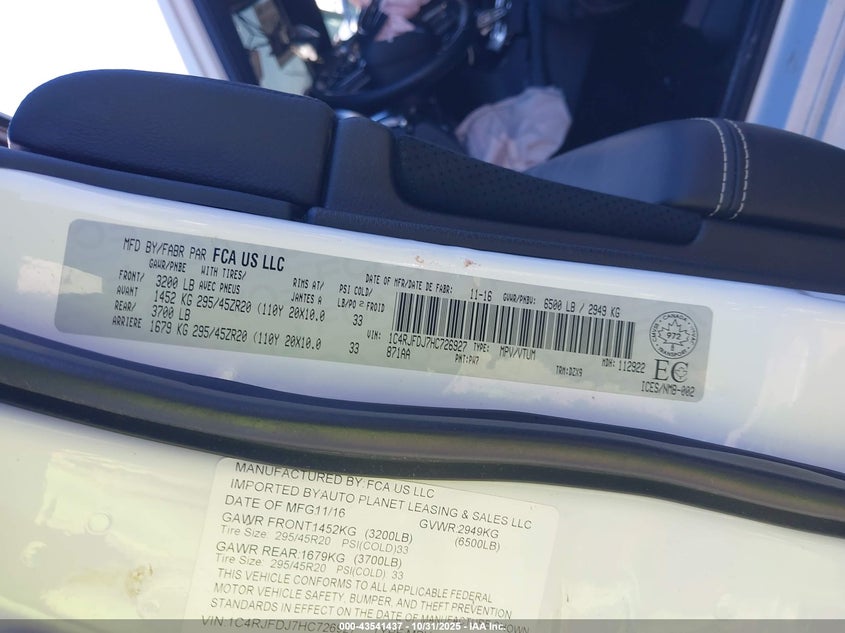 MFD BY/FABR PAR FCA US LLC
DATE OF MFR/DATE DE FABR: 11-16 GVWR/PNBV: 6500 LB / 2949 KG
GAWR/PNBE WITH TIRES/ RIMS AT/ PSI COLD/
FRONT/ 3200 LB AVEC PNEUS JANTES A LB/PO² FROID
AVANT 1452 KG 295/45ZR20 (110Y 20X10.0 33
REAR/ 3700 LB
ARRIERE 1679 KG 295/45ZR20 (110Y 20X10.0 33
VIN: 1C4RJFDJ7HC726927 TYPE: MPV/VTUM MDH: 112922
871AA PNT: PW7 TRM: DZX9
CANADA
972
EC
ICES/NMB-002
MANUFACTURED BY FCA US LLC
IMPORTED BY AUTO PLANET LEASING & SALES LLC
DATE OF MFG11/16 GVWR:2949KG
GAWR FRONT1452KG (3200LB) (6500LB)
Tire Size: 295/45R20 PSI(COLD)33
GAWR REAR:1679KG (3700LB)
Tire Size: 295/45R20 PSI(COLD). 33
THIS VEHICLE CONFORMS TO ALL APPLICABLE FEDERAL
MOTOR VEHICLE SAFETY, BUMPER, AND THEFT PREVENTION
STANDARDS IN EFFECT ON THE DATE OF MANUFACTURE
000-43541437 - 10/31/2025 - IAA Inc.